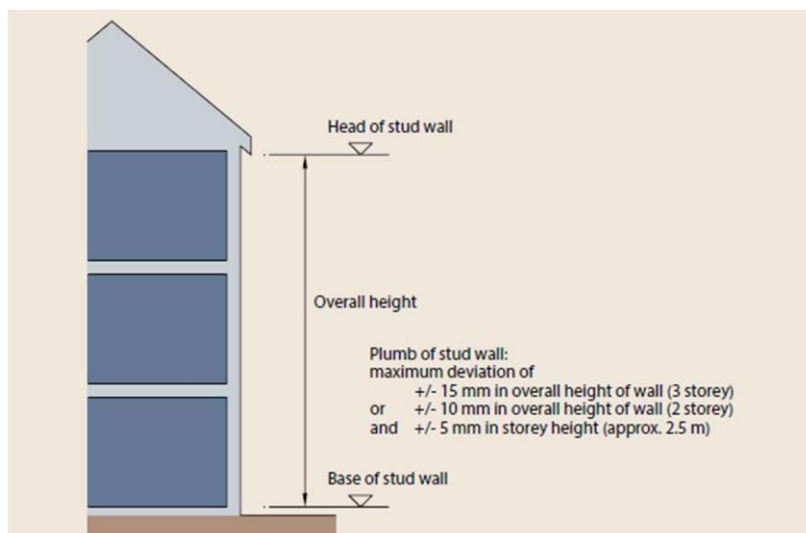 Head of stud wall
Overall height
Plumb of stud wall:
maximum deviation of
+/- 15 mm in overall height of wall (3 storey)
or +/- 10 mm in overall height of wall (2 storey)
and +/- 5 mm in storey height (approx. 2.5 m)
Base of stud wall